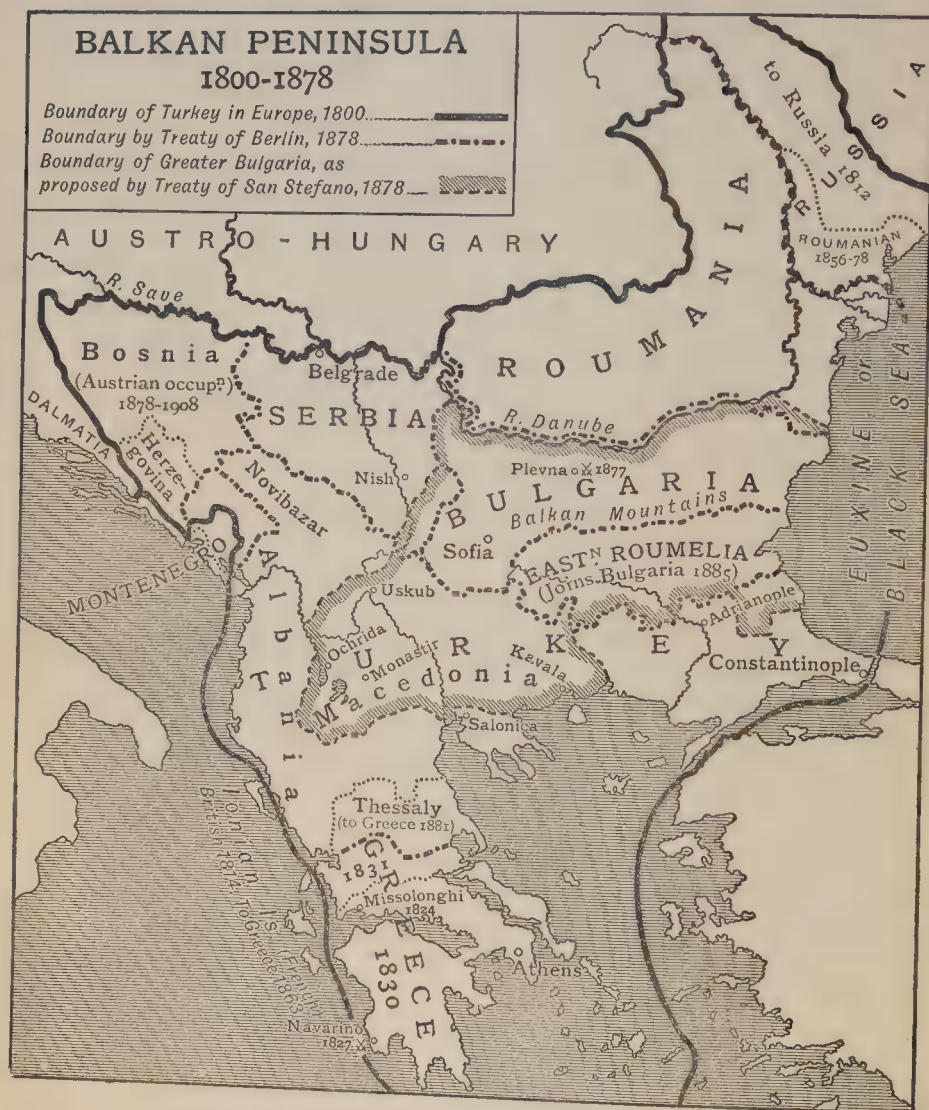 BALKAN PENINSULA
1800-1878
Boundary of Turkey in Europe, 1800
Boundary by Treaty of Berlin, 1878
Boundary of Greater Bulgaria, as
proposed by Treaty of San Stefano, 1878
RUSSIA
to Russia 1812
ROUMANIAN
1856-78
AUSTRO-HUNGARY
ROUMANIA
R. Save
Bosnia
(Austrian occupn.)
1878-1908
Belgrade
DALMATIA
Herze-
govina
SERBIA
R. Danube
EUXINE or
BLACK SEA
Novibazar
Nish
Plevna 1877
BULGARIA
Balkan Mountains
Sofia
EASTN. ROUMELIA
(Joins Bulgaria 1885)
MONTENEGRO
Uskub
Adrianople
Albania
TURKEY
Ochrida
Monastir
Macedonia
Kavala
Constantinople
Salonica
Thessaly
(to Greece 1881)
GREECE
1831
Missolonghi
1824
Ionian Is.
British 1814. To Greece 1863
French
1830
Athens
Navarino
1827